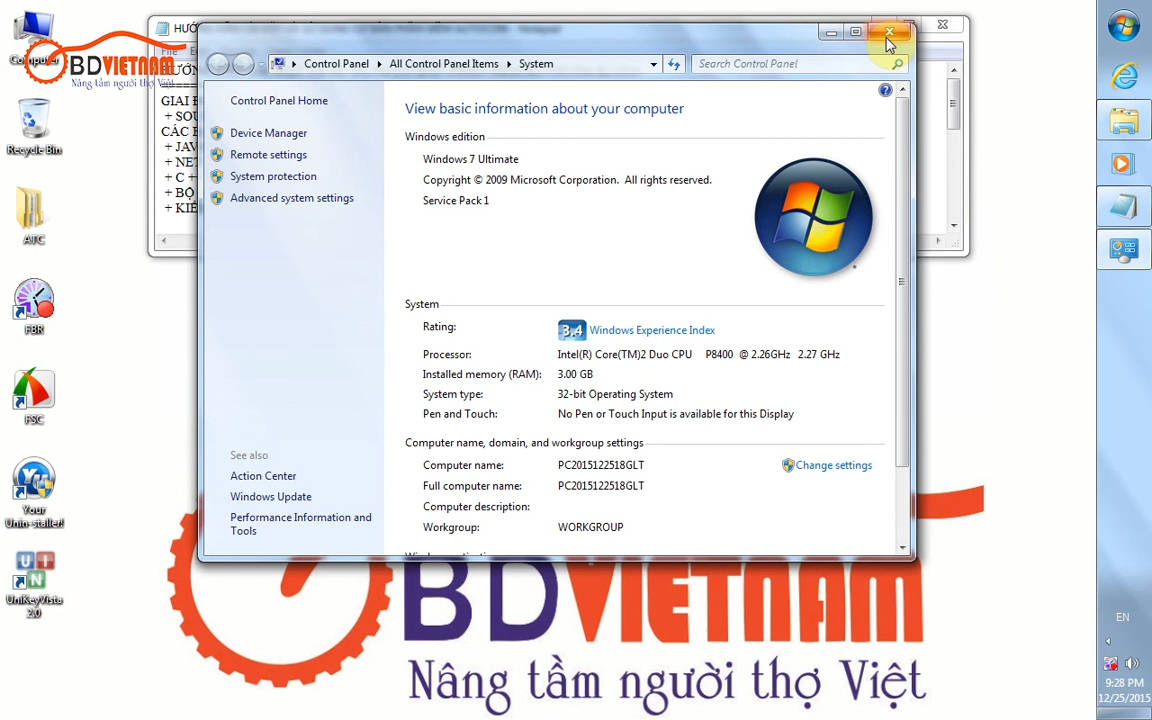 HƯỚ
Notepad
File
Computer
BDVIETNAM
Nâng tầm người thợ Việt
Control Panel
All Control Panel Items
System
Search Control Panel
HƯỚN
GIAI Đ
+ SOU
CÁC B
+ JAV
+ NET
+ C +
+ BỘ
+ KIẾ
Recycle Bin
ATC
FBR
FSC
Your
Unin-staller!
UniKeyVista
2.0
Control Panel Home
Device Manager
Remote settings
System protection
Advanced system settings
See also
Action Center
Windows Update
Performance Information and
Tools
View basic information about your computer
Windows edition
Windows 7 Ultimate
Copyright © 2009 Microsoft Corporation. All rights reserved.
Service Pack 1
System
Rating:
3.4 Windows Experience Index
Processor: Intel(R) Core(TM)2 Duo CPU P8400 @ 2.26GHz 2.27 GHz
Installed memory (RAM): 3.00 GB
System type: 32-bit Operating System
Pen and Touch: No Pen or Touch Input is available for this Display
Computer name, domain, and workgroup settings
Computer name: PC2015122518GLT
Change settings
Full computer name: PC2015122518GLT
Computer description:
Workgroup: WORKGROUP
BDVIETNAM
Nâng tầm người thợ Việt
EN
9:28 PM
12/25/2015